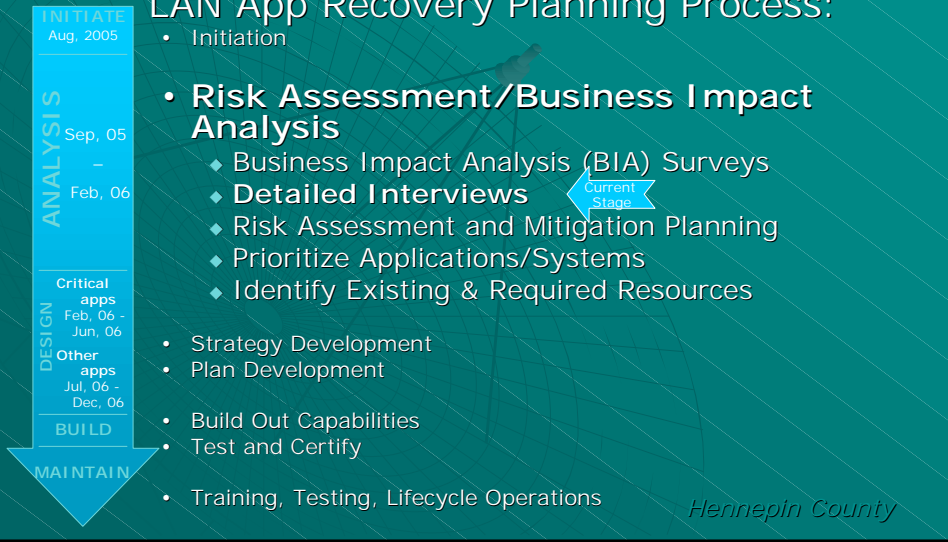 LAN App Recovery Planning Process:
INITIATE
Aug, 2005
ANALYSIS
Sep, 05
–
Feb, 06
DESIGN
Critical
apps
Feb, 06 -
Jun, 06
Other
apps
Jul, 06 -
Dec, 06
BUILD
MAINTAIN
• Initiation
• Risk Assessment/Business Impact
Analysis
◆ Business Impact Analysis (BIA) Surveys
◆ Detailed Interviews
Current
Stage
◆ Risk Assessment and Mitigation Planning
◆ Prioritize Applications/Systems
◆ Identify Existing & Required Resources
• Strategy Development
• Plan Development
• Build Out Capabilities
• Test and Certify
• Training, Testing, Lifecycle Operations
Hennepin County